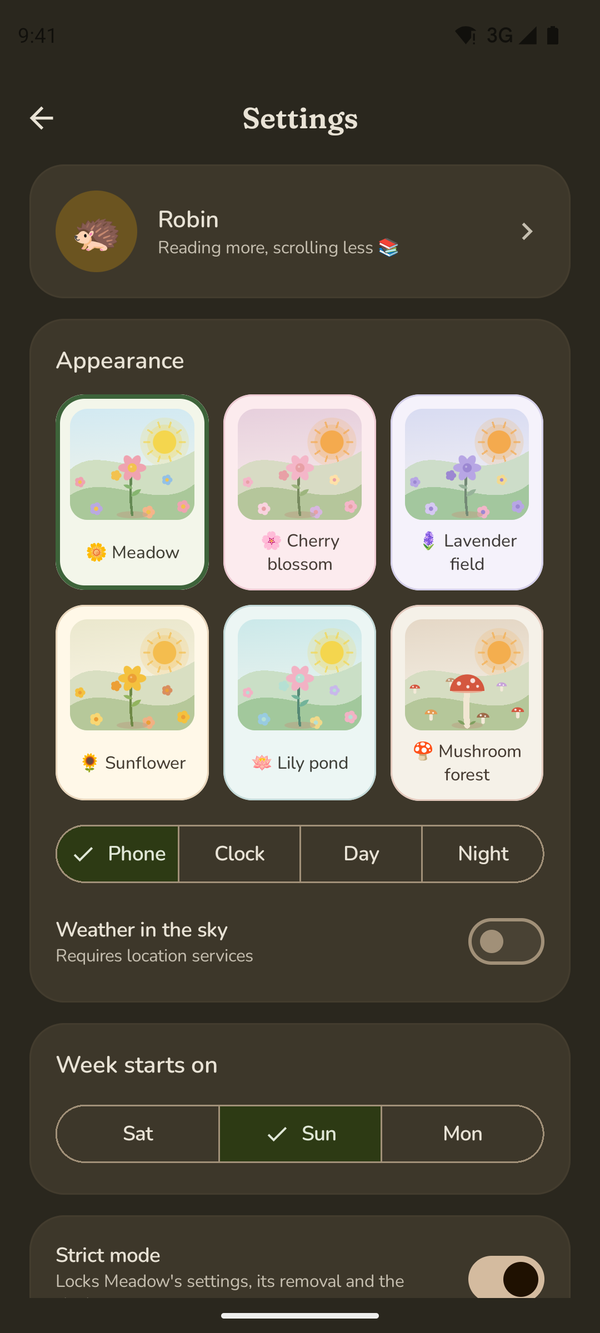 9:41
3G
Settings
Robin
Reading more, scrolling less 📚
Appearance
🌼 Meadow
🌸 Cherry
blossom
🪻 Lavender
field
🌻 Sunflower
🪷 Lily pond
🍄 Mushroom
forest
Phone
Clock
Day
Night
Weather in the sky
Requires location services
Week starts on
Sat
Sun
Mon
Strict mode
Locks Meadow's settings, its removal and the